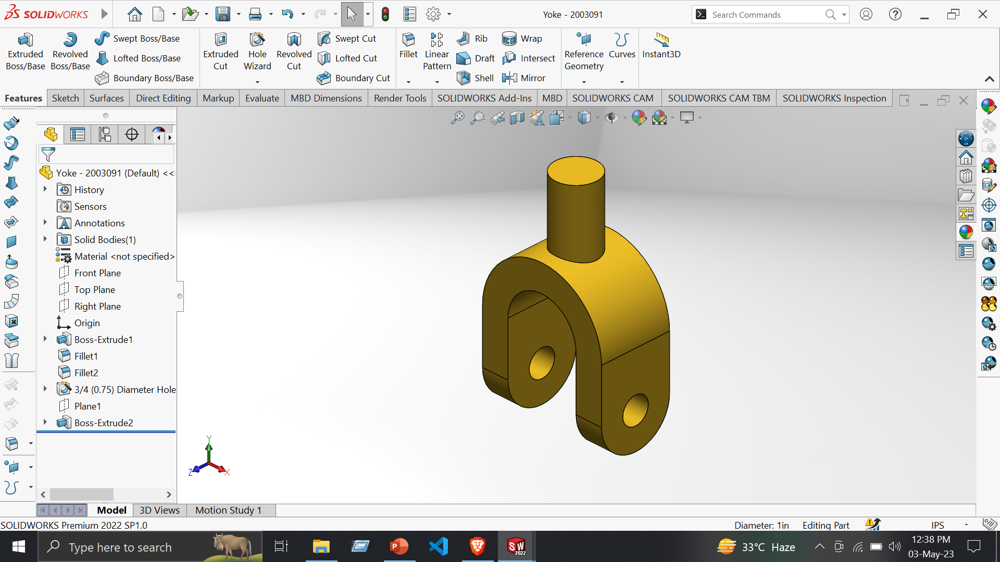 SOLIDWORKS
Yoke - 2003091
Search Commands
Extruded Boss/Base
Revolved Boss/Base
Swept Boss/Base
Lofted Boss/Base
Boundary Boss/Base
Extruded Cut
Hole Wizard
Revolved Cut
Swept Cut
Lofted Cut
Boundary Cut
Fillet
Linear Pattern
Rib
Draft
Shell
Wrap
Intersect
Mirror
Reference Geometry
Curves
Instant3D
Features
Sketch
Surfaces
Direct Editing
Markup
Evaluate
MBD Dimensions
Render Tools
SOLIDWORKS Add-Ins
MBD
SOLIDWORKS CAM
SOLIDWORKS CAM TBM
SOLIDWORKS Inspection
Yoke - 2003091 (Default) <<
History
Sensors
Annotations
Solid Bodies(1)
Material <not specified>
Front Plane
Top Plane
Right Plane
Origin
Boss-Extrude1
Fillet1
Fillet2
3/4 (0.75) Diameter Hole
Plane1
Boss-Extrude2
Y
Z
X
Model
3D Views
Motion Study 1
SOLIDWORKS Premium 2022 SP1.0
Diameter: 1in
Editing Part
IPS
Type here to search
P
SW
2022
33°C Haze
12:38 PM
03-May-23